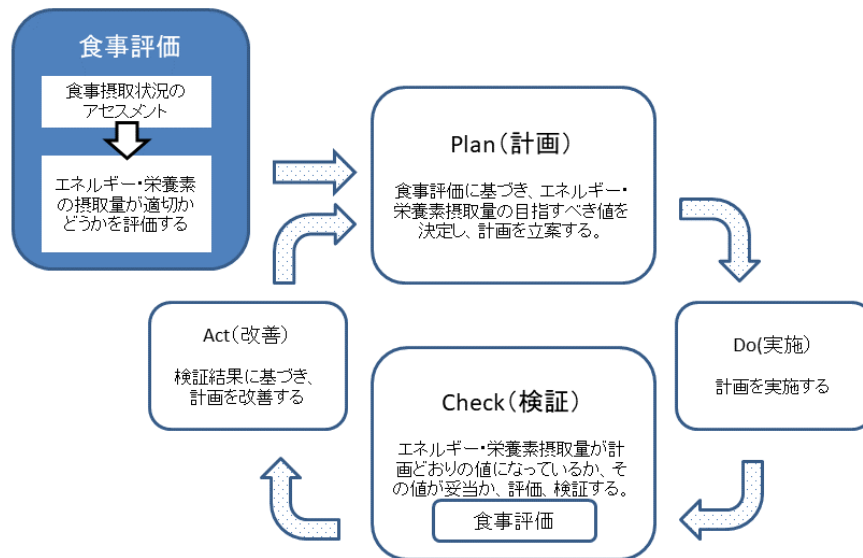 食事評価
食事摂取状況の
アセスメント
エネルギー・栄養素
の摂取量が適切か
どうかを評価する
Plan(計画)
食事評価に基づき、エネルギー・
栄養素摂取量の目指すべき値を
決定し、計画を立案する。
Do(実施)
計画を実施する
Check(検証)
エネルギー・栄養素摂取量が計
画どおりの値になっているか、そ
の値が妥当か、評価、検証する。
食事評価
Act(改善)
検証結果に基づき、
計画を改善する